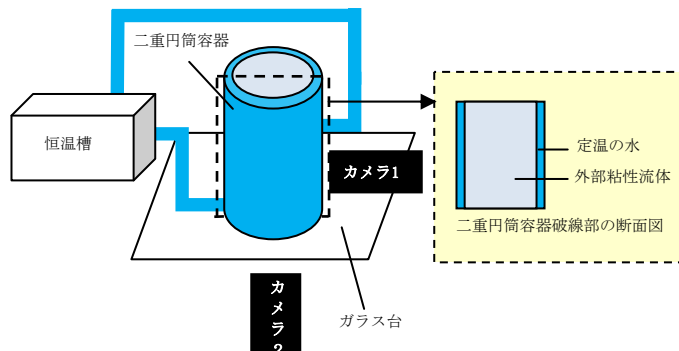 二重円筒容器
恒温槽
カメラ1
定温の水
外部粘性流体
二重円筒容器破線部の断面図
カメラ2
ガラス台